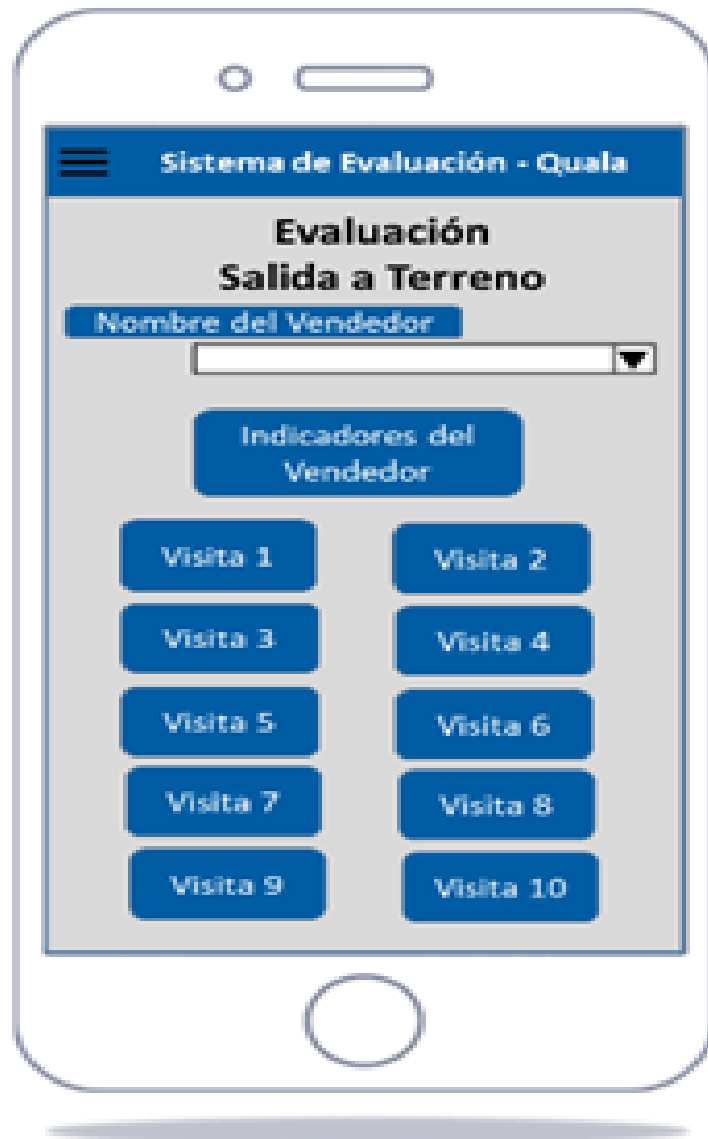 Sistema de Evaluación - Quala
Evaluación
Salida a Terreno
Nombre del Vendedor
Indicadores del
Vendedor
Visita 1
Visita 2
Visita 3
Visita 4
Visita 5
Visita 6
Visita 7
Visita 8
Visita 9
Visita 10